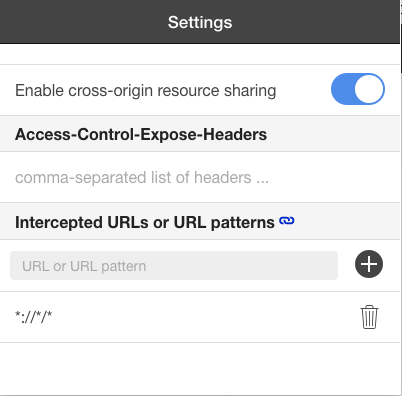 Settings
Enable cross-origin resource sharing
Access-Control-Expose-Headers
comma-separated list of headers ...
Intercepted URLs or URL patterns
URL or URL pattern
*://*/*